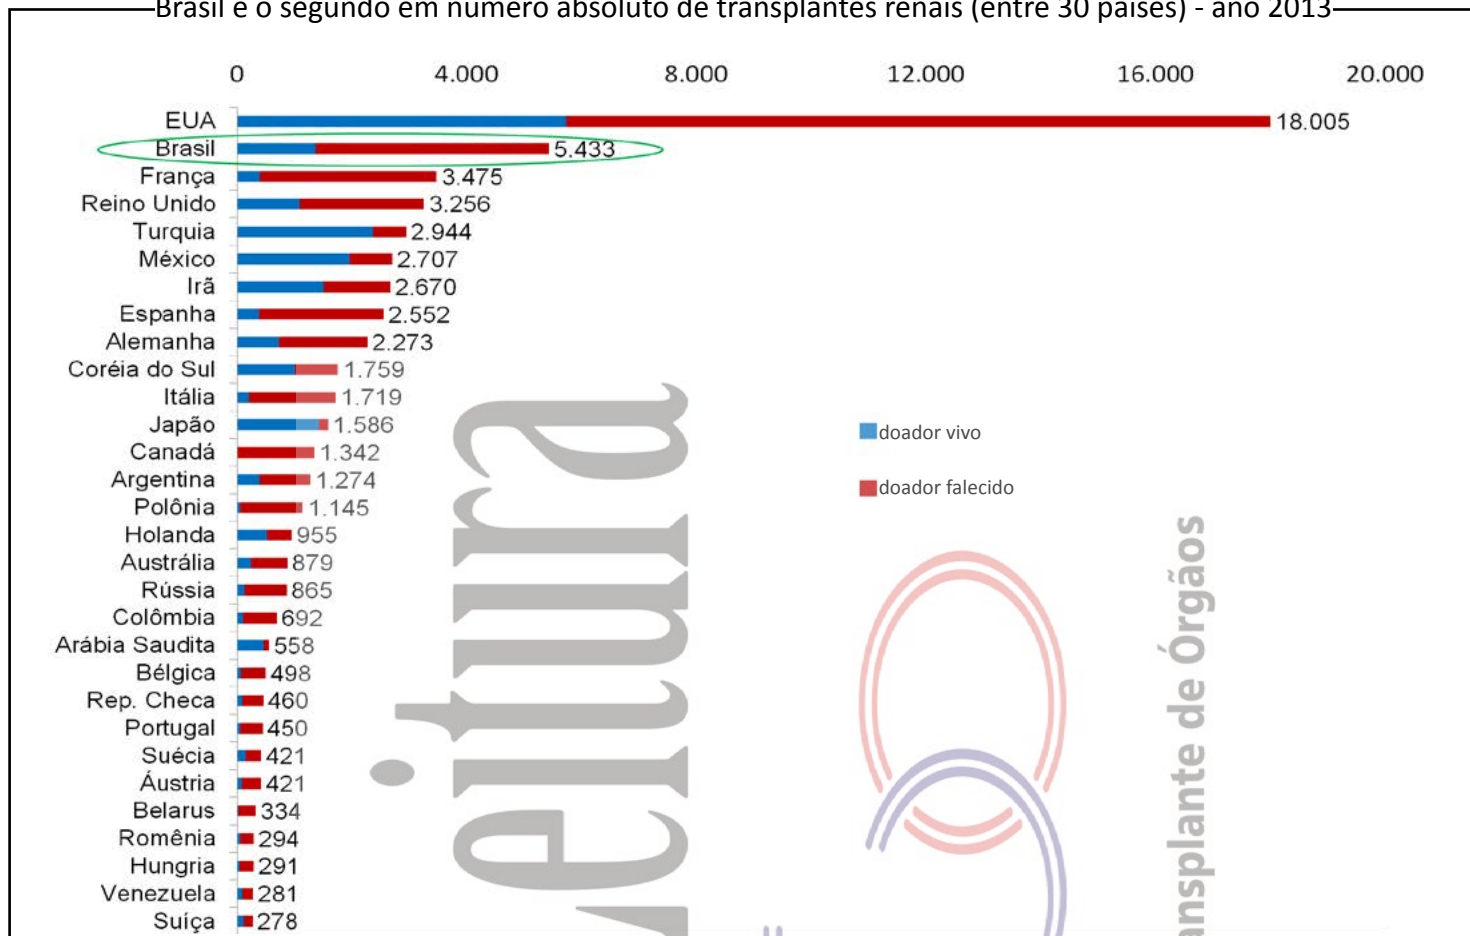 Brasil é o segundo em número absoluto de transplantes renais (entre 30 países) - ano 2013
0 4.000 8.000 12.000 16.000 20.000
EUA 18.005
Brasil 5.433
França 3.475
Reino Unido 3.256
Turquia 2.944
México 2.707
Irã 2.670
Espanha 2.552
Alemanha 2.273
Coréia do Sul 1.759
Itália 1.719
Japão 1.586
Canadá 1.342
Argentina 1.274
Polônia 1.145
Holanda 955
Austrália 879
Rússia 865
Colômbia 692
Arábia Saudita 558
Bélgica 498
Rep. Checa 460
Portugal 450
Suécia 421
Áustria 421
Belarus 334
Romênia 294
Hungria 291
Venezuela 281
Suíça 278
doador vivo
doador falecido
eitura
ansplante de Órgãos